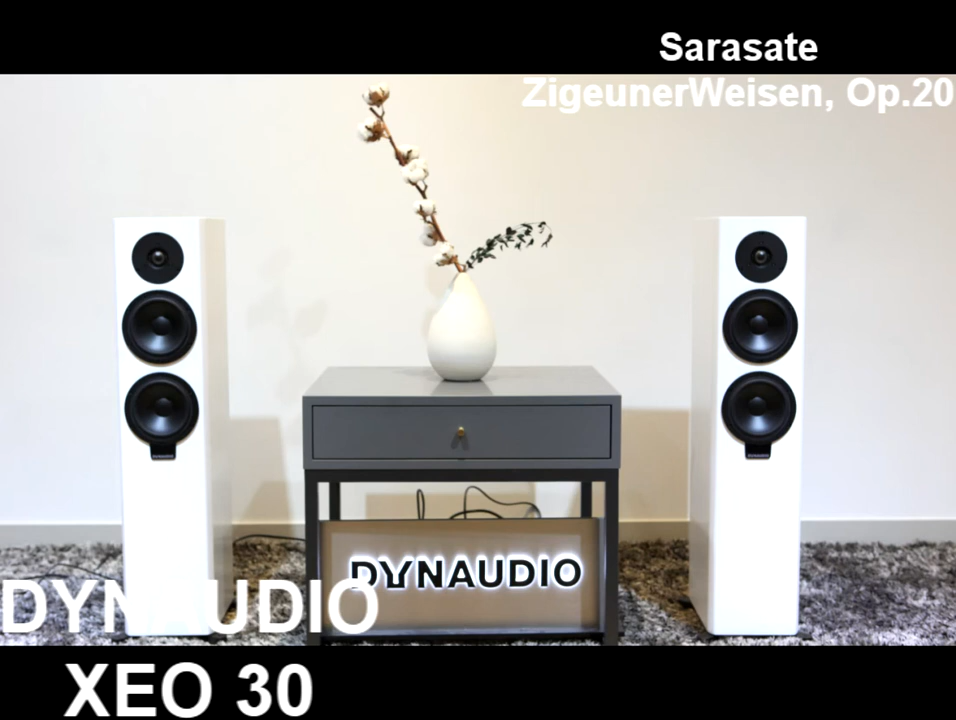 Sarasate
ZigeunerWeisen, Op.20
DYNAUDIO
DYNAUDIO
XEO 30